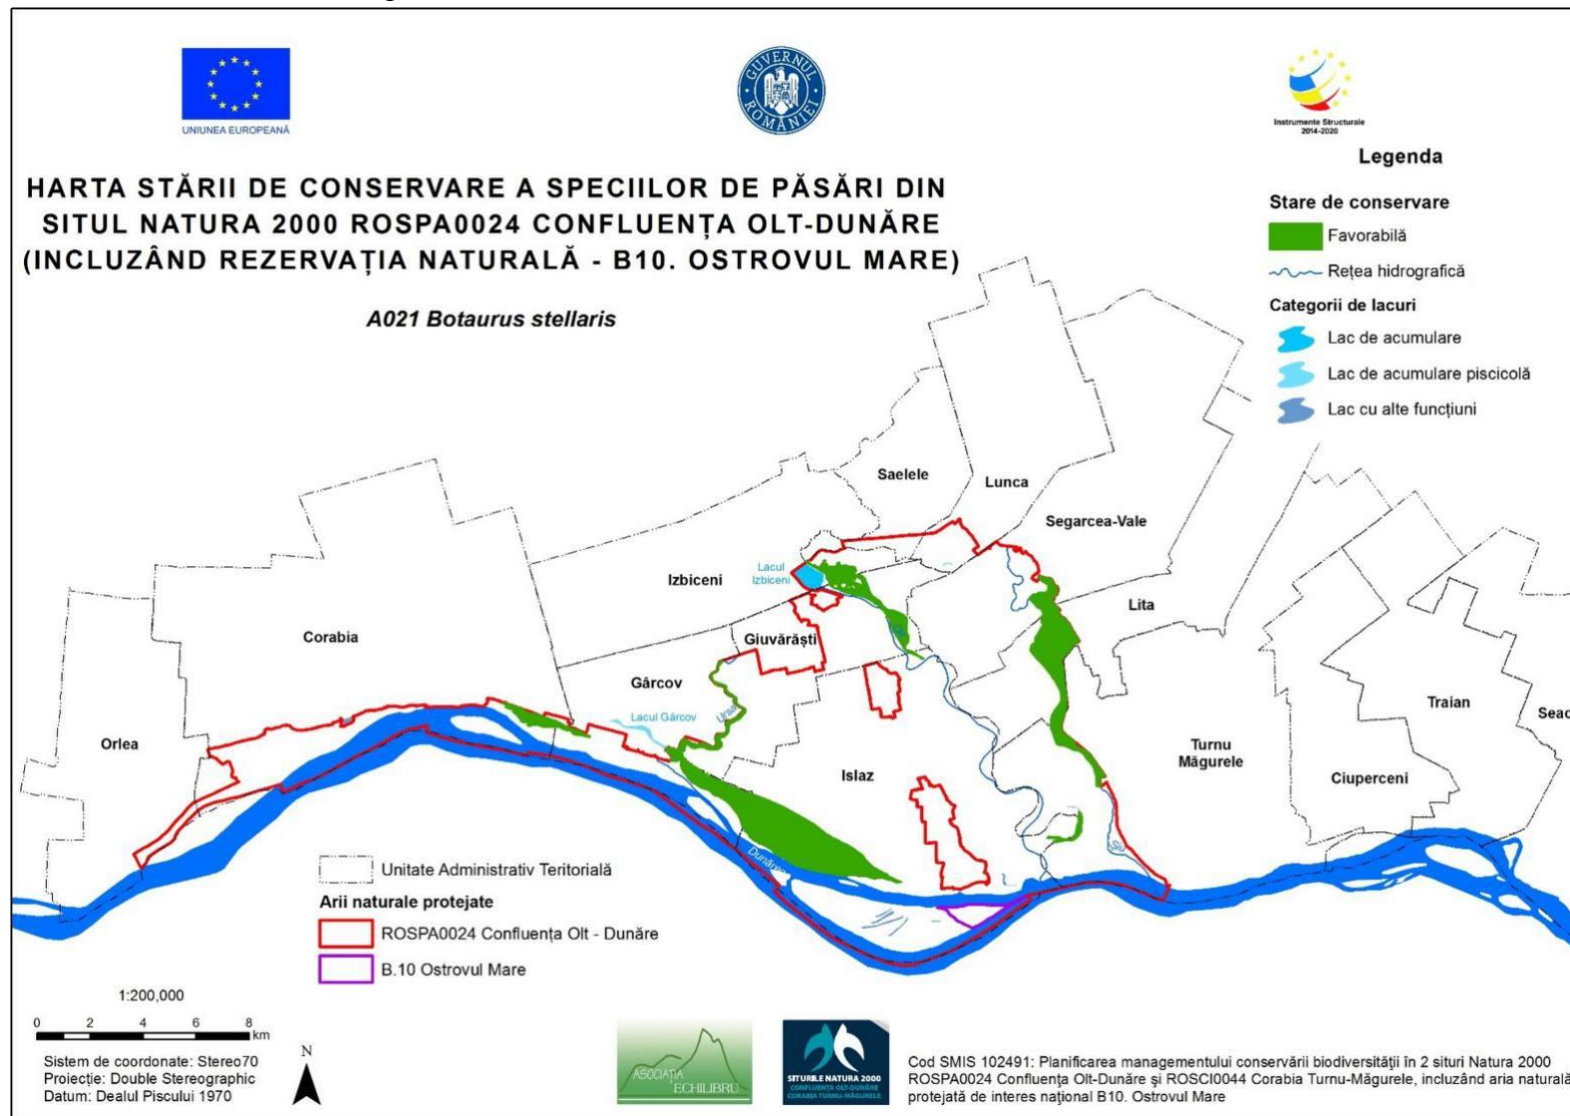 UNIUNEA EUROPEANĂ
GUVERNUL ROMÂNIEI
Instrumente Structurale
2014-2020
HARTA STĂRII DE CONSERVARE A SPECIILOR DE PĂSĂRI DIN
SITUL NATURA 2000 ROSPA0024 CONFLUENȚA OLT-DUNĂRE
(INCLUZÂND REZERVAȚIA NATURALĂ - B10. OSTROVUL MARE)
A021 Botaurus stellaris
Legenda
Stare de conservare
Favorabilă
Rețea hidrografică
Categorii de lacuri
Lac de acumulare
Lac de acumulare piscicolă
Lac cu alte funcțiuni
Saelele
Lunca
Segarcea-Vale
Izbiceni
Lacul
Izbiceni
Lita
Corabia
Giuvărăști
Gârcov
Lacul Gârcov
Orlea
Islaz
Turnu
Măgurele
Traian
Seac
Ciuperceni
Dunărea
Unitate Administrativ Teritorială
Arii naturale protejate
ROSPA0024 Confluența Olt - Dunăre
B.10 Ostrovul Mare
1:200,000
0 2 4 6 8
km
Sistem de coordonate: Stereo70
Proiecție: Double Stereographic
Datum: Dealul Piscului 1970
N
ASOCIAȚIA
ECHILIBRU
SITURILE NATURA 2000
CONFLUENȚA OLT-DUNĂRE
CORABIA TURNU-MĂGURELE
Cod SMIS 102491: Planificarea managementului conservării biodiversității în 2 situri Natura 2000
ROSPA0024 Confluența Olt-Dunăre și ROSCI0044 Corabia Turnu-Măgurele, incluzând aria naturală
protejată de interes național B10. Ostrovul Mare